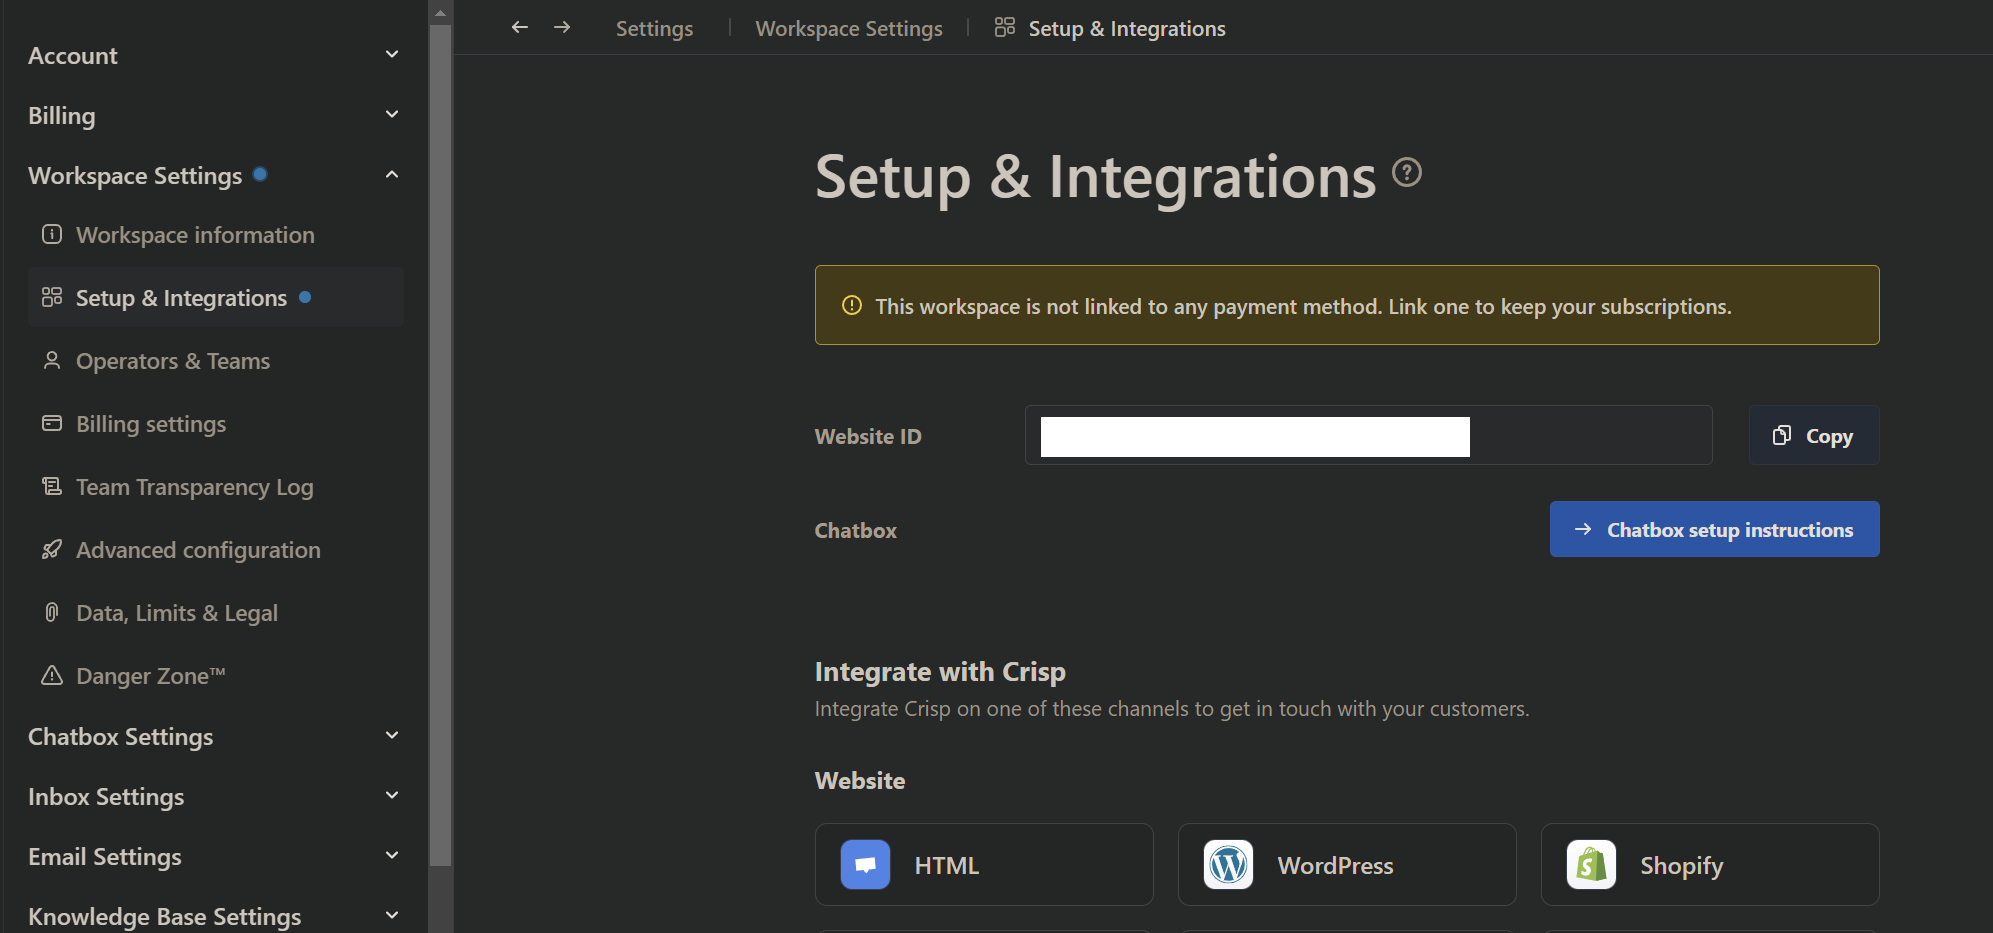 Account
Billing
Workspace Settings
Workspace information
Setup & Integrations
Operators & Teams
Billing settings
Team Transparency Log
Advanced configuration
Data, Limits & Legal
Danger Zone™
Chatbox Settings
Inbox Settings
Email Settings
Knowledge Base Settings
Settings | Workspace Settings | Setup & Integrations
Setup & Integrations
This workspace is not linked to any payment method. Link one to keep your subscriptions.
Website ID
Copy
Chatbox
Chatbox setup instructions
Integrate with Crisp
Integrate Crisp on one of these channels to get in touch with your customers.
Website
HTML
WordPress
Shopify